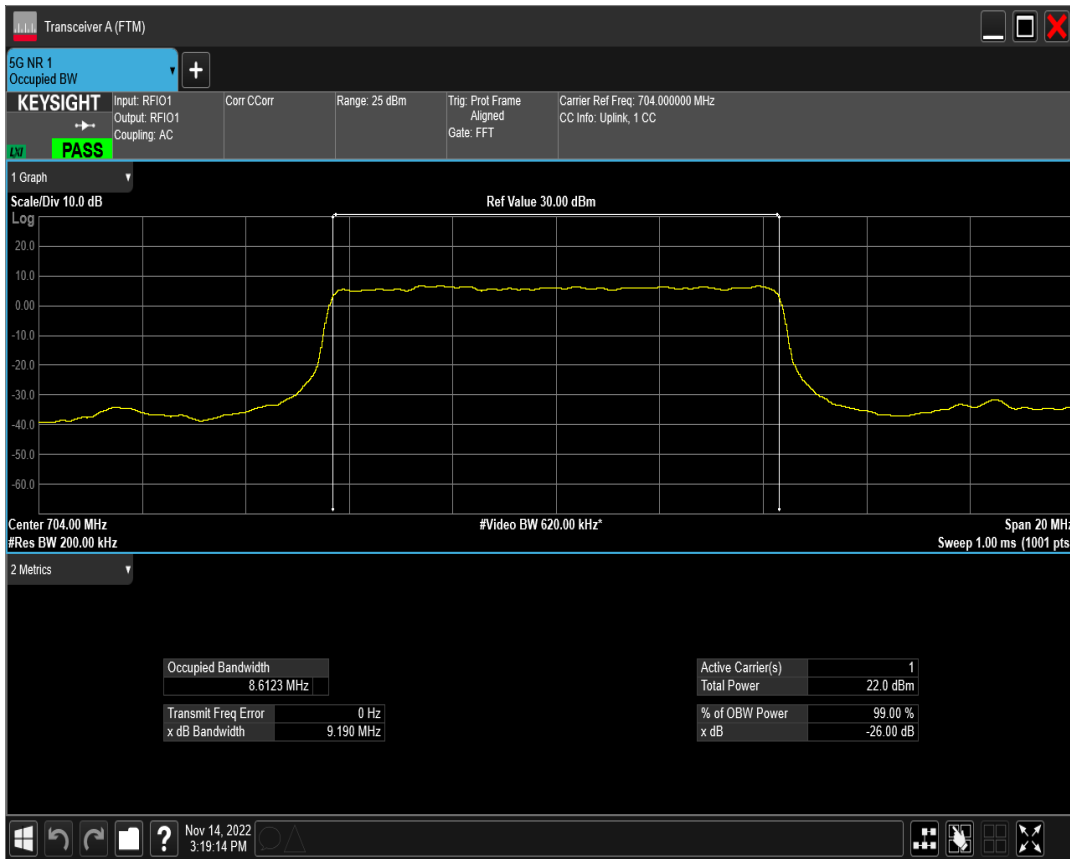 Transceiver A (FTM)
5G NR 1
Occupied BW
+
KEYSIGHT
LXI
PASS
Input: RFIO1
Output: RFIO1
Coupling: AC
Corr CCorr
Range: 25 dBm
Trig: Prot Frame
Aligned
Gate: FFT
Carrier Ref Freq: 704.000000 MHz
CC Info: Uplink, 1 CC
1 Graph
Scale/Div 10.0 dB
Ref Value 30.00 dBm
Log
20.0
10.0
0.00
-10.0
-20.0
-30.0
-40.0
-50.0
-60.0
Center 704.00 MHz
#Video BW 620.00 kHz*
Span 20 MHz
#Res BW 200.00 kHz
Sweep 1.00 ms (1001 pts
2 Metrics
Occupied Bandwidth
8.6123 MHz
Transmit Freq Error 0 Hz
x dB Bandwidth 9.190 MHz
Active Carrier(s) 1
Total Power 22.0 dBm
% of OBW Power 99.00 %
x dB -26.00 dB
?
Nov 14, 2022
3:19:14 PM